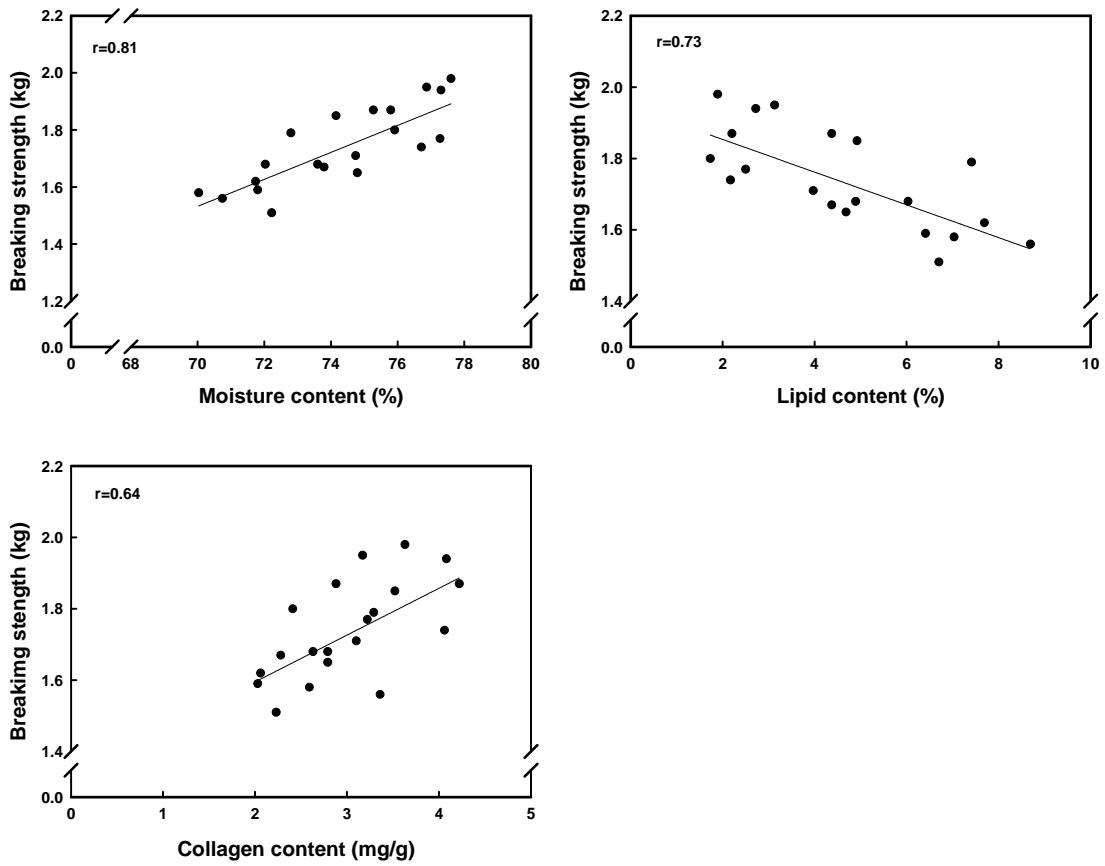 2.2
r=0.81
2.0
1.8
1.6
1.4
1.2
0.0
Breaking strength (kg)
0 68 70 72 74 76 78 80
Moisture content (%)
2.2
r=0.73
2.0
1.8
1.6
1.4
0.0
Breaking strength (kg)
0 2 4 6 8 10
Lipid content (%)
2.2
r=0.64
2.0
1.8
1.6
1.4
0.0
Breakimg stength (kg)
0 1 2 3 4 5
Collagen content (mg/g)